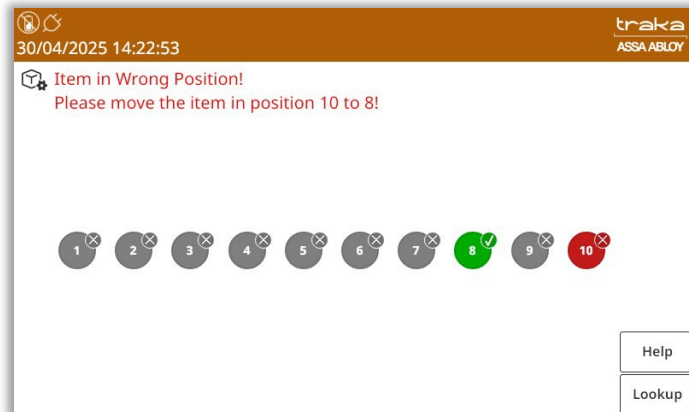 traka
30/04/2025 14:22:53
ASSA ABLOY
Item in Wrong Position!
Please move the item in position 10 to 8!
1 2 3 4 5 6 7 8 9 10
Help
Lookup